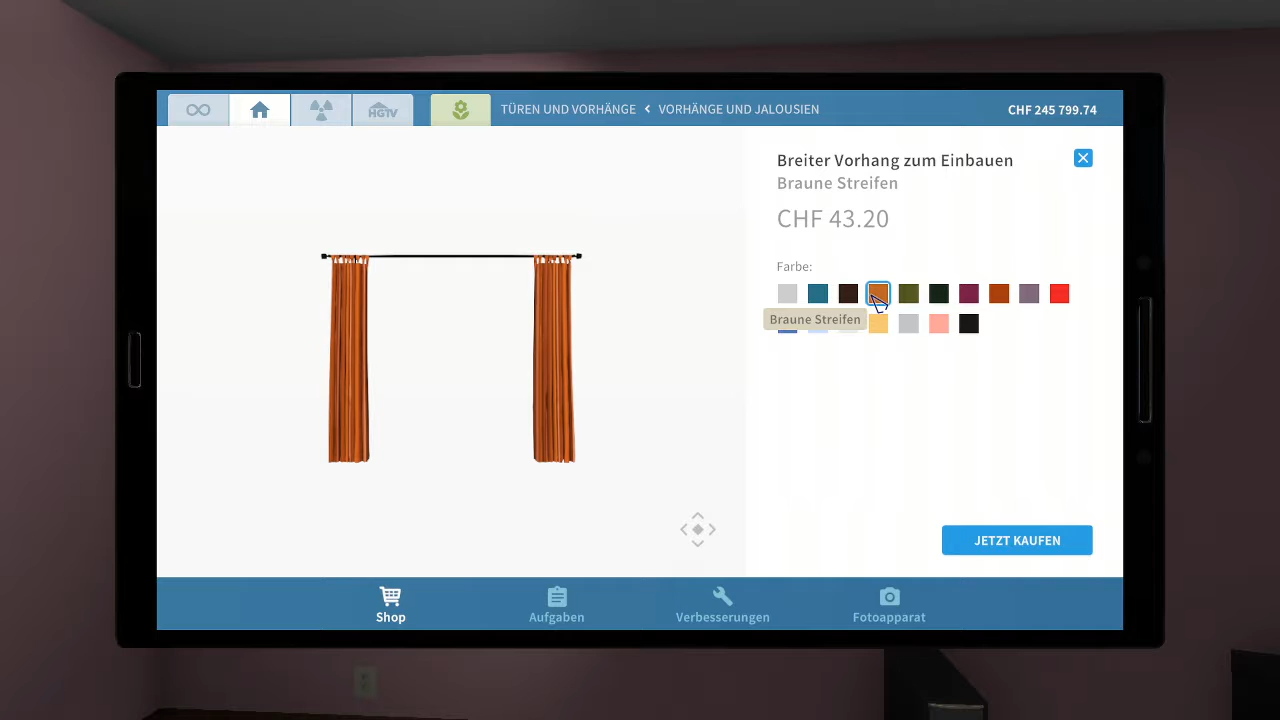 HGTV
TÜREN UND VORHÄNGE < VORHÄNGE UND JALOUSIEN
CHF 245 799.74
Breiter Vorhang zum Einbauen
Braune Streifen
CHF 43.20
Farbe:
Braune Streifen
JETZT KAUFEN
Shop
Aufgaben
Verbesserungen
Fotoapparat